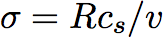 σ = Rc_s/v